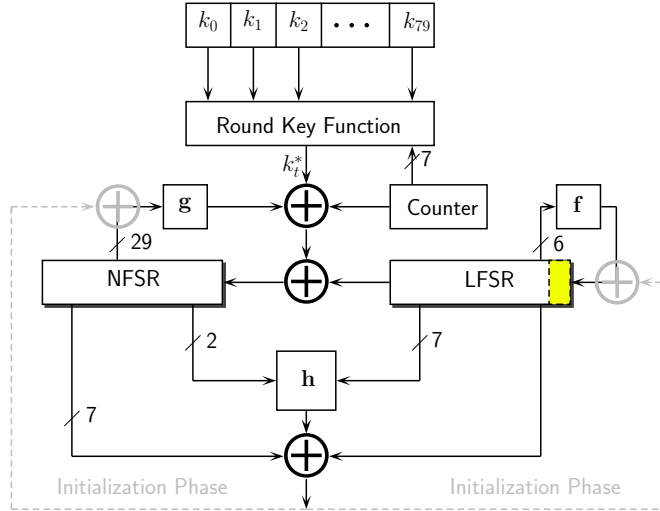 k0 k1 k2 ... k79
Round Key Function
k*t 7
g Counter f
29 6
NFSR LFSR
2 7
h
7
Initialization Phase Initialization Phase